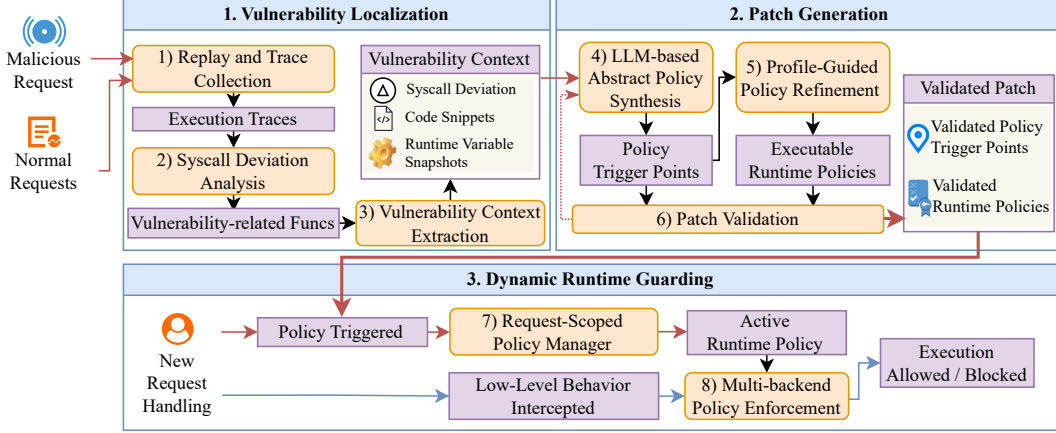 1. Vulnerability Localization
Malicious
Request
Normal
Requests
1) Replay and Trace
Collection
Execution Traces
2) Syscall Deviation
Analysis
Vulnerability-related Funcs
Vulnerability Context
Syscall Deviation
Code Snippets
Runtime Variable
Snapshots
3) Vulnerability Context
Extraction
2. Patch Generation
4) LLM-based
Abstract Policy
Synthesis
5) Profile-Guided
Policy Refinement
Policy
Trigger Points
Executable
Runtime Policies
6) Patch Validation
Validated Patch
Validated Policy
Trigger Points
Validated
Runtime Policies
3. Dynamic Runtime Guarding
New
Request
Handling
Policy Triggered
7) Request-Scoped
Policy Manager
Active
Runtime Policy
Low-Level Behavior
Intercepted
8) Multi-backend
Policy Enforcement
Execution
Allowed / Blocked